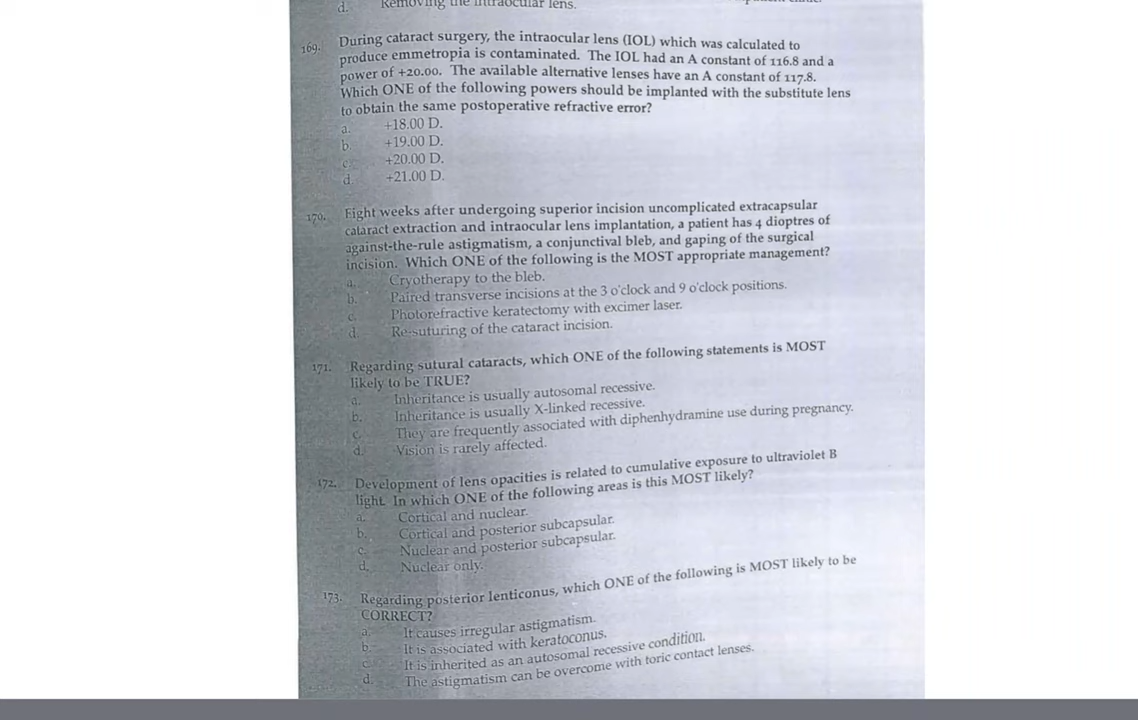 d. Removing the intraocular lens.
169. During cataract surgery, the intraocular lens (IOL) which was calculated to
produce emmetropia is contaminated. The IOL had an A constant of 116.8 and a
power of +20.00. The available alternative lenses have an A constant of 117.8.
Which ONE of the following powers should be implanted with the substitute lens
to obtain the same postoperative refractive error?
a. +18.00 D.
b. +19.00 D.
c. +20.00 D.
d. +21.00 D.
170. Eight weeks after undergoing superior incision uncomplicated extracapsular
cataract extraction and intraocular lens implantation, a patient has 4 dioptres of
against-the-rule astigmatism, a conjunctival bleb, and gaping of the surgical
incision. Which ONE of the following is the MOST appropriate management?
a. Cryotherapy to the bleb.
b. Paired transverse incisions at the 3 o'clock and 9 o'clock positions.
c. Photorefractive keratectomy with excimer laser.
d. Re-suturing of the cataract incision.
171. Regarding sutural cataracts, which ONE of the following statements is MOST
likely to be TRUE?
a. Inheritance is usually autosomal recessive.
b. Inheritance is usually X-linked recessive.
c. They are frequently associated with diphenhydramine use during pregnancy.
d. Vision is rarely affected.
172. Development of lens opacities is related to cumulative exposure to ultraviolet B
light. In which ONE of the following areas is this MOST likely?
a. Cortical and nuclear.
b. Cortical and posterior subcapsular.
c. Nuclear and posterior subcapsular.
d. Nuclear only.
173. Regarding posterior lenticonus, which ONE of the following is MOST likely to be
CORRECT?
a. It causes irregular astigmatism.
b. It is associated with keratoconus.
c. It is inherited as an autosomal recessive condition.
d. The astigmatism can be overcome with toric contact lenses.